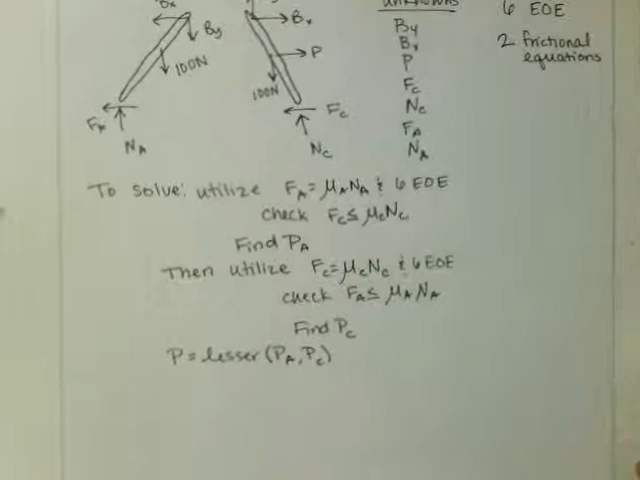 Bx
By
100N
FA
NA
Bx
P
100N
Fc
Nc
unknowns
By
Bx
P
Fc
Nc
FA
NA
6 EOE
2 frictional
equations
To solve: utilize FA = μANA & 6 EOE
check Fc ≤ μcNc
Find PA
Then utilize Fc = μcNc & 6 EOE
check FA ≤ μANA
Find Pc
P = lesser (PA, Pc)